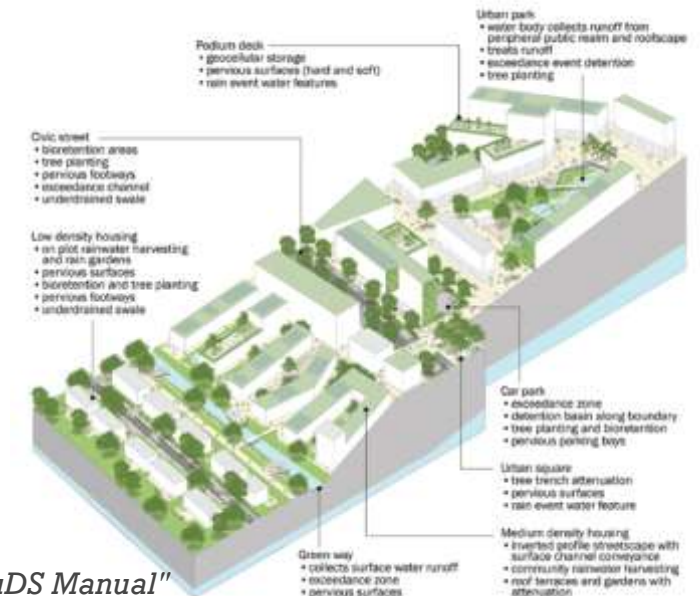 Urban park
• water body collects runoff from
peripheral public realm and roofscape
• treats runoff
• exceedance event detention
• tree planting
Podium deck
• geocellular storage
• pervious surfaces (hard and soft)
• rain event water features
Civic street
• bioretention areas
• tree planting
• pervious footways
• exceedance channel
• underdrained swale
Low density housing
• on plot rainwater harvesting
and rain gardens
• pervious surfaces
• bioretention and tree planting
• pervious footways
• underdrained swale
Car park
• exceedance zone
• detention basin along boundary
• tree planting and bioretention
• pervious parking bays
Urban square
• tree trench attenuation
• pervious surfaces
• rain event water feature
Medium density housing
• inverted profile streetscape with
surface channel conveyance
• community rainwater harvesting
• roof terraces and gardens with
attenuation
Green way
• collects surface water runoff
• exceedance zone
• pervious surfaces
DS Manual"